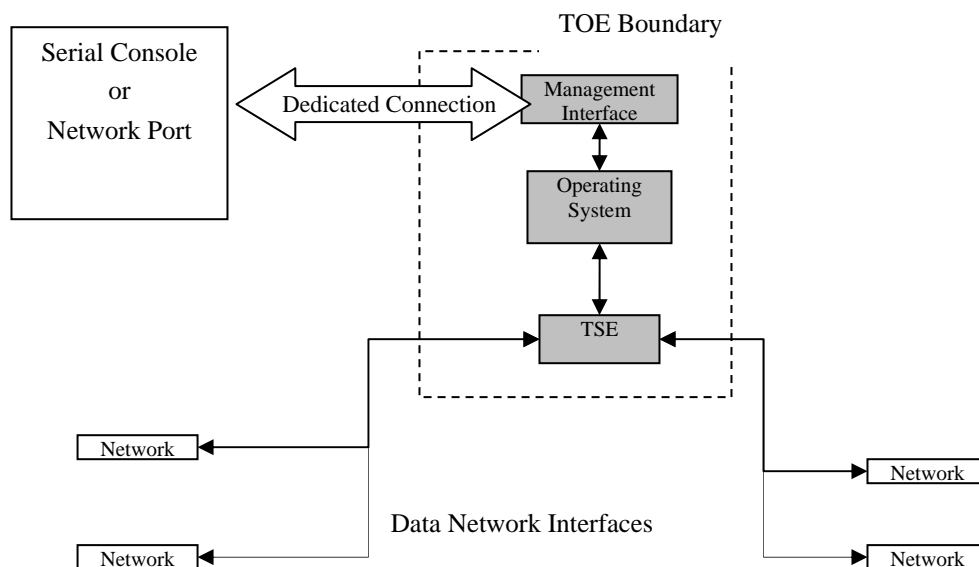 TOE Boundary
Serial Console
or
Network Port
Dedicated Connection
Management
Interface
Operating
System
TSE
Network
Network
Data Network Interfaces
Network
Network